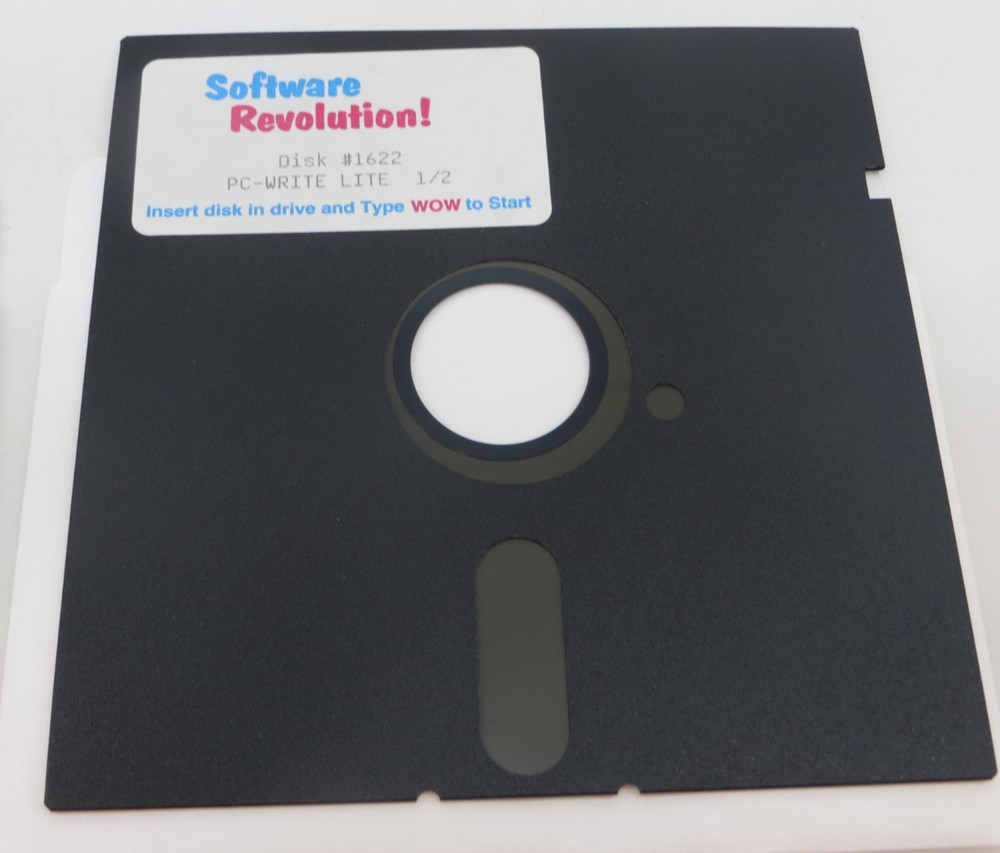 Software
Revolution!
Disk #1622
PC-WRITE LITE 1/2
Insert disk in drive and Type WOW to Start